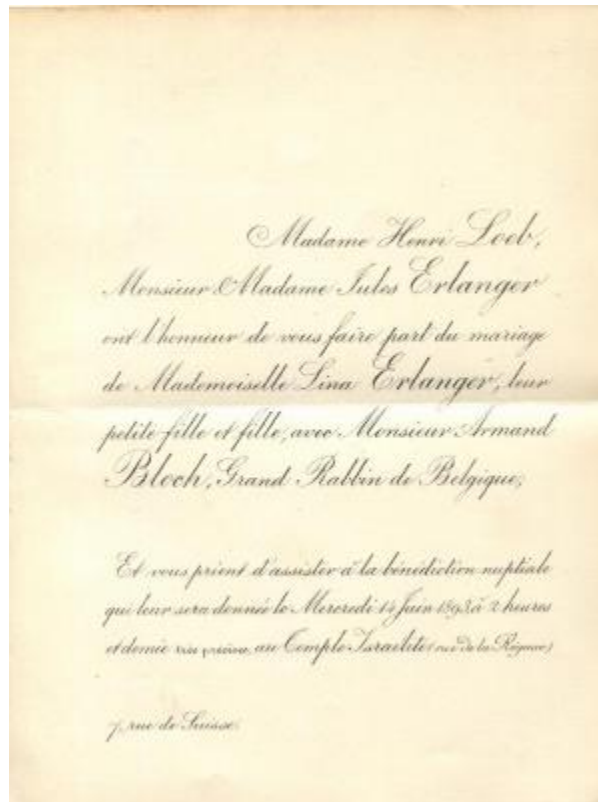 Madame Henri Loeb,
Monsieur & Madame Jules Erlanger
ont l'honneur de vous faire part du mariage
de Mademoiselle Lina Erlanger, leur
petite-fille et fille, avec Monsieur Armand
Bloch, Grand Rabbin de Belgique,
Et vous prient d'assister à la bénédiction nuptiale
qui leur sera donnée le Mercredi 14 Juin 1893, à 2 heures
et demie très précises, au Temple Israélite (rue de la Régence)
7, rue de Suisse.